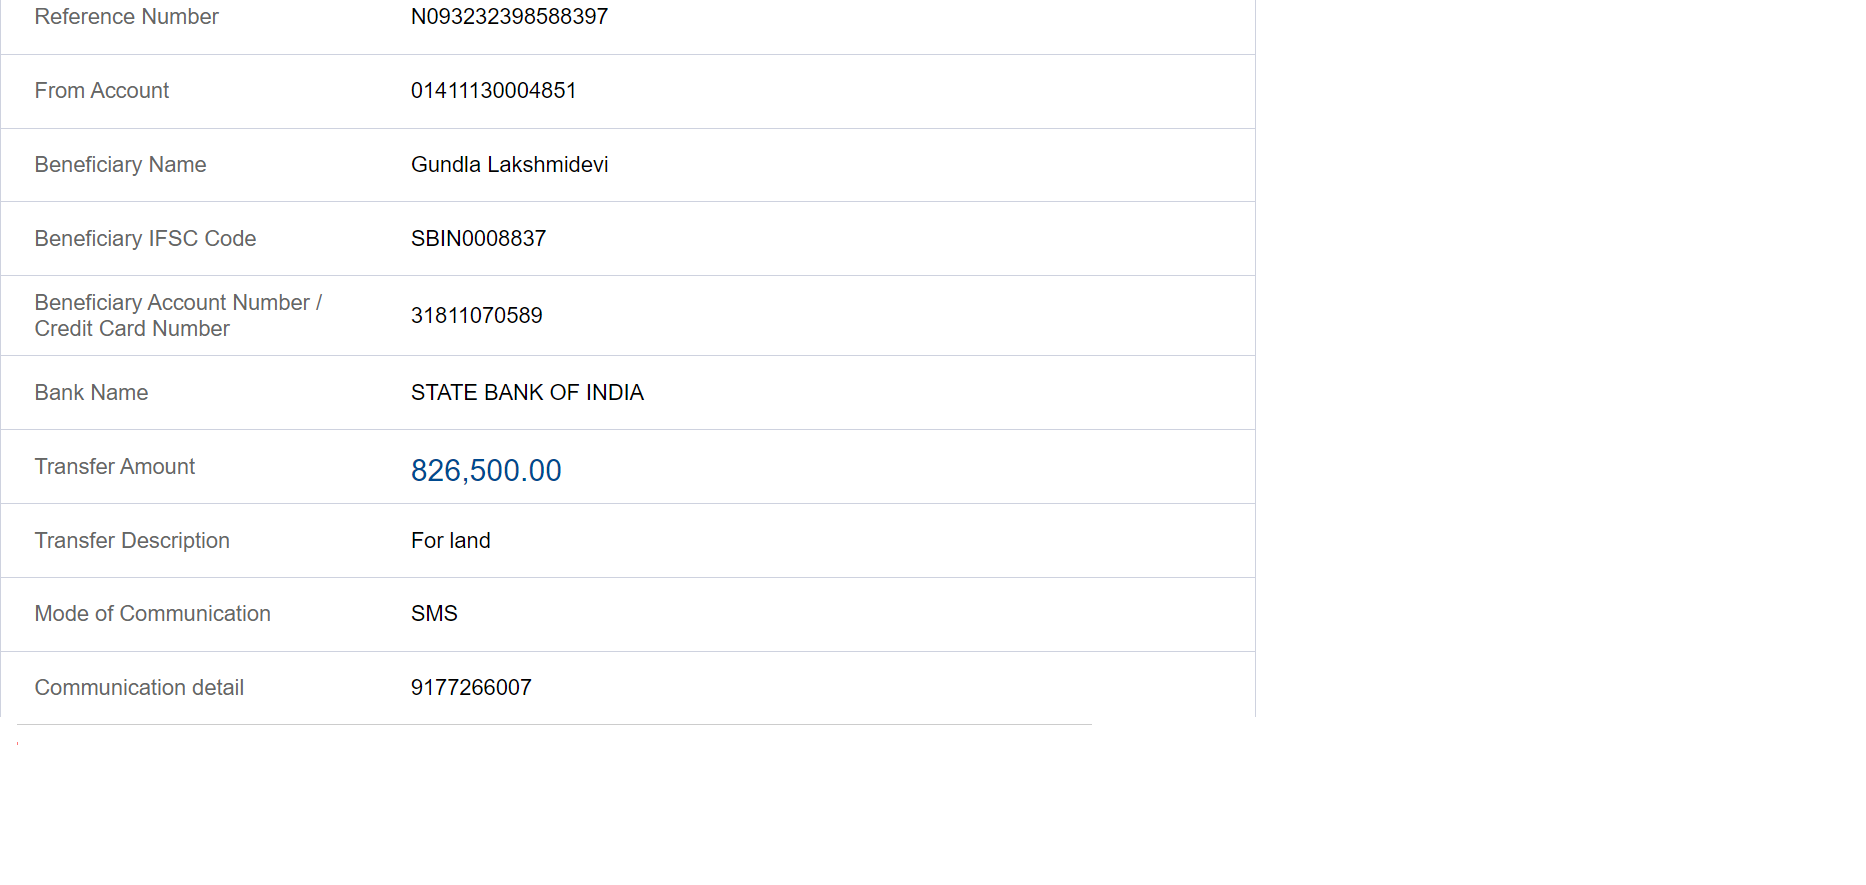 Reference Number N093232398588397
From Account 01411130004851
Beneficiary Name Gundla Lakshmidevi
Beneficiary IFSC Code SBIN0008837
Beneficiary Account Number /
Credit Card Number 31811070589
Bank Name STATE BANK OF INDIA
Transfer Amount 826,500.00
Transfer Description For land
Mode of Communication SMS
Communication detail 9177266007